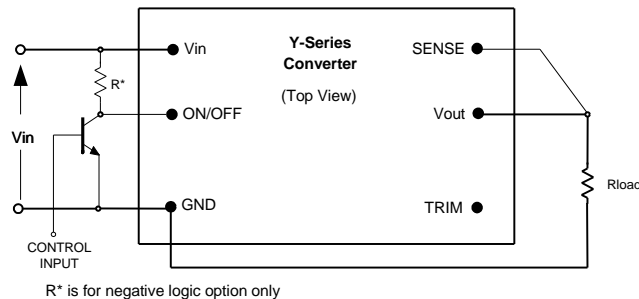 Y-Series
Converter
(Top View)
Vin
SENSE
R*
ON/OFF
Vout
Vin
Rload
GND
TRIM
CONTROL
INPUT
R* is for negative logic option only